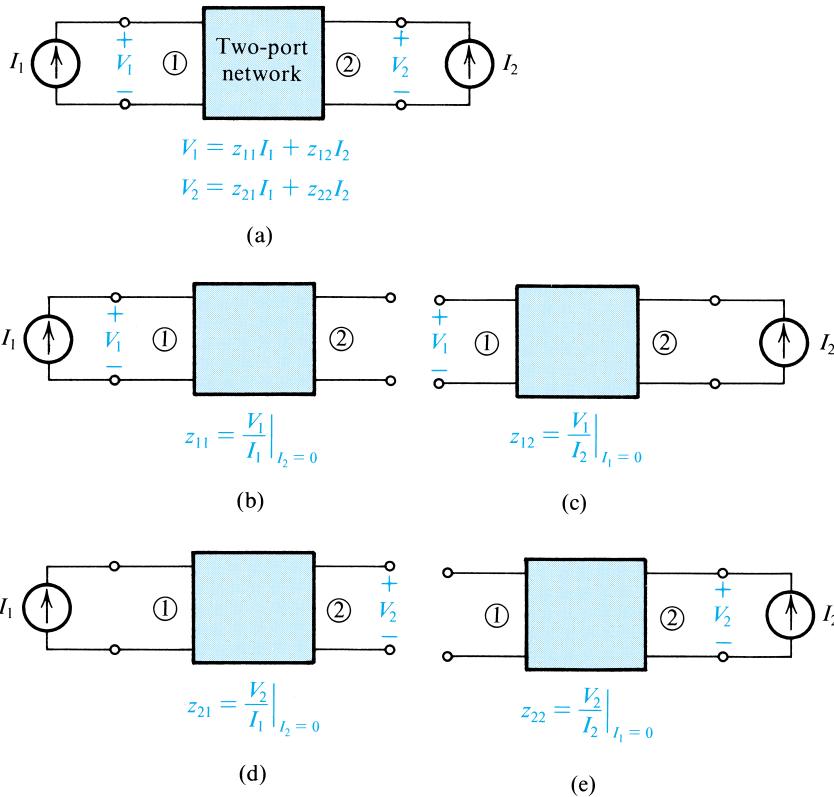 I₁ + V₁ − ① Two-port network ② + V₂ − I₂
V₁ = z₁₁I₁ + z₁₂I₂
V₂ = z₂₁I₁ + z₂₂I₂
(a)
I₁ + V₁ − ① ②
z₁₁ = V₁/I₁ |I₂ = 0
(b)
+ V₁ − ① ② I₂
z₁₂ = V₁/I₂ |I₁ = 0
(c)
I₁ ① ② + V₂ −
z₂₁ = V₂/I₁ |I₂ = 0
(d)
① ② + V₂ − I₂
z₂₂ = V₂/I₂ |I₁ = 0
(e)